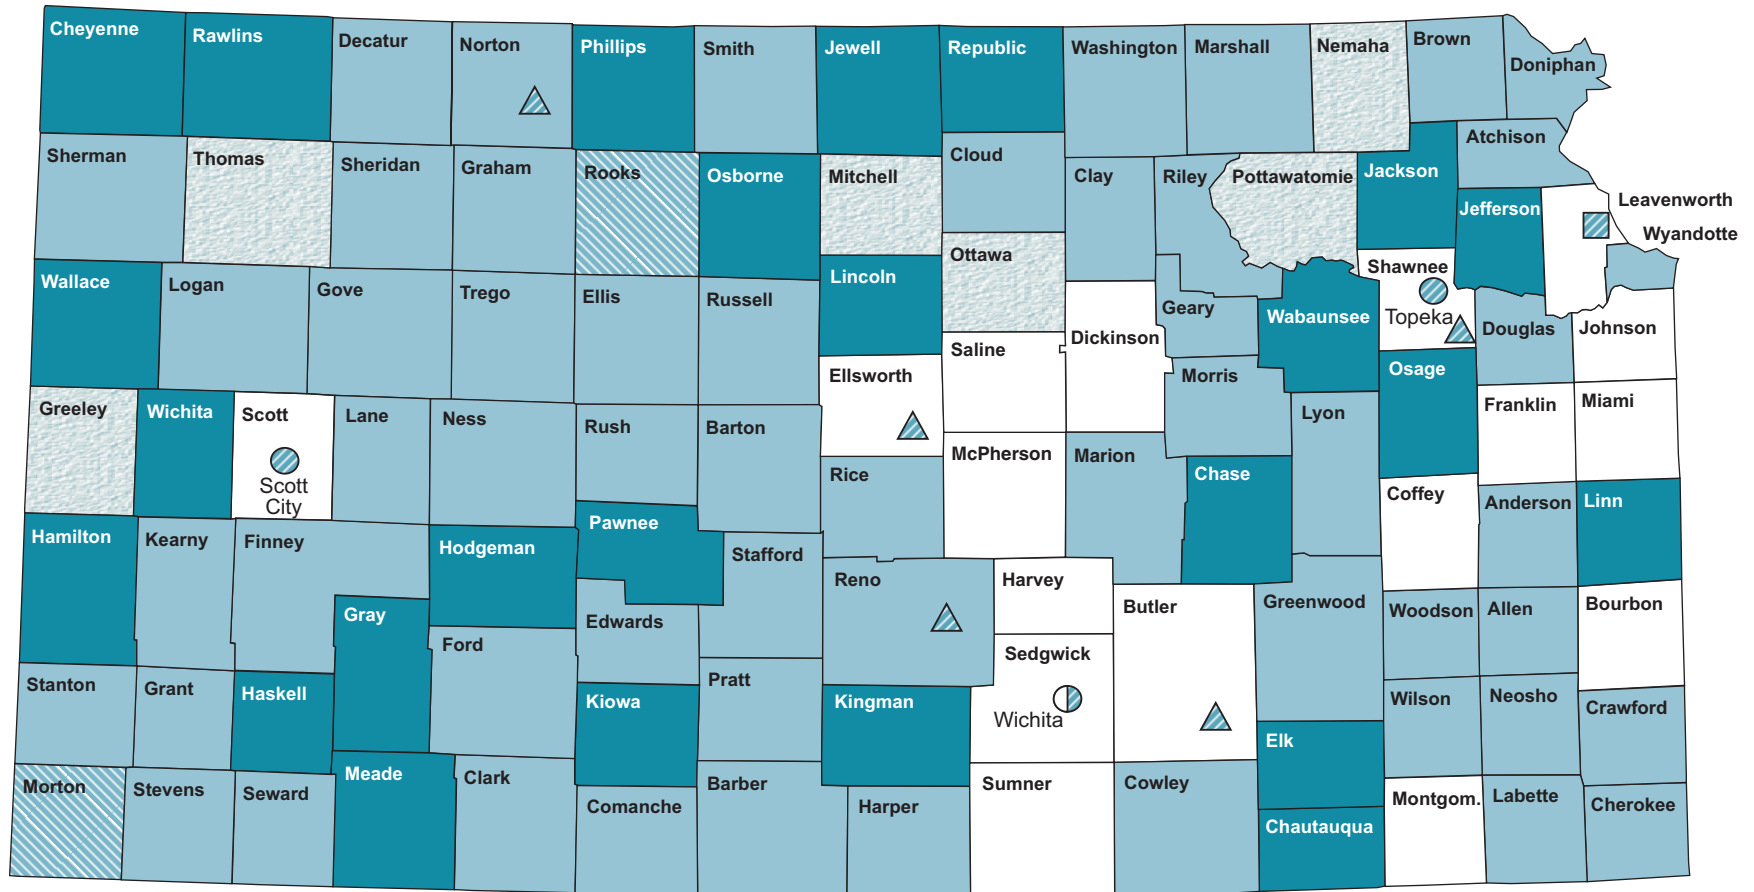 Cheyenne
Rawlins
Decatur
Norton
Phillips
Smith
Jewell
Republic
Washington
Marshall
Nemaha
Brown
Doniphan
Sherman
Thomas
Sheridan
Graham
Rooks
Osborne
Mitchell
Cloud
Clay
Riley
Pottawatomie
Jackson
Atchison
Jefferson
Leavenworth
Wyandotte
Wallace
Logan
Gove
Trego
Ellis
Russell
Lincoln
Ottawa
Dickinson
Geary
Wabaunsee
Shawnee
Topeka
Douglas
Johnson
Greeley
Wichita
Scott
Scott
City
Lane
Ness
Rush
Barton
Ellsworth
Saline
Morris
Lyon
Osage
Franklin
Miami
Rice
McPherson
Marion
Chase
Coffey
Anderson
Linn
Hamilton
Kearny
Finney
Hodgeman
Pawnee
Stafford
Reno
Harvey
Butler
Greenwood
Woodson
Allen
Bourbon
Gray
Ford
Edwards
Sedgwick
Wichita
Stanton
Grant
Haskell
Kiowa
Pratt
Kingman
Elk
Wilson
Neosho
Crawford
Morton
Stevens
Seward
Meade
Clark
Comanche
Barber
Harper
Sumner
Cowley
Chautauqua
Montgom.
Labette
Cherokee